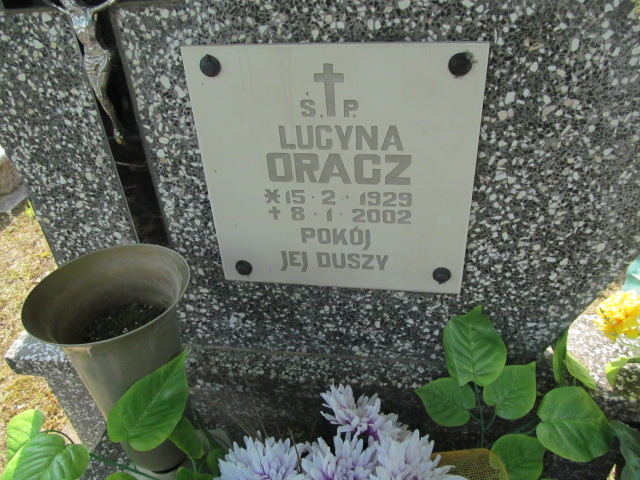 Ś. P.
LUCYNA
ORACZ
* 15 · 2 · 1929
+ 8 · 1 · 2002
POKÓJ
JEJ DUSZY